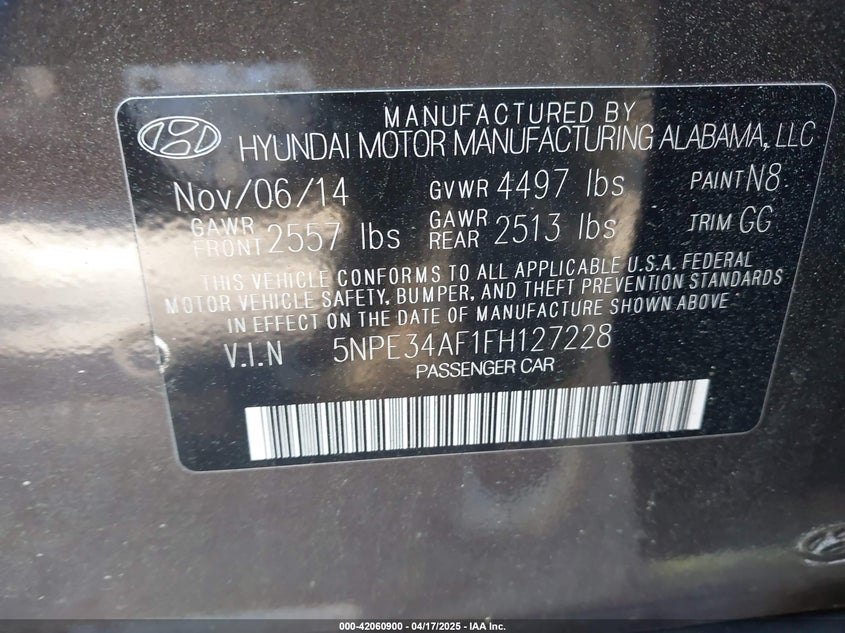 MANUFACTURED BY
HYUNDAI MOTOR MANUFACTURING ALABAMA, LLC
Nov/06/14 GVWR 4497 lbs PAINT N8
GAWR FRONT 2557 lbs GAWR REAR 2513 lbs TRIM GG
THIS VEHICLE CONFORMS TO ALL APPLICABLE U.S.A. FEDERAL
MOTOR VEHICLE SAFETY, BUMPER, AND THEFT PREVENTION STANDARDS
IN EFFECT ON THE DATE OF MANUFACTURE SHOWN ABOVE
V.I.N 5NPE34AF1FH127228
PASSENGER CAR
000-42060900 - 04/17/2025 - IAA Inc.